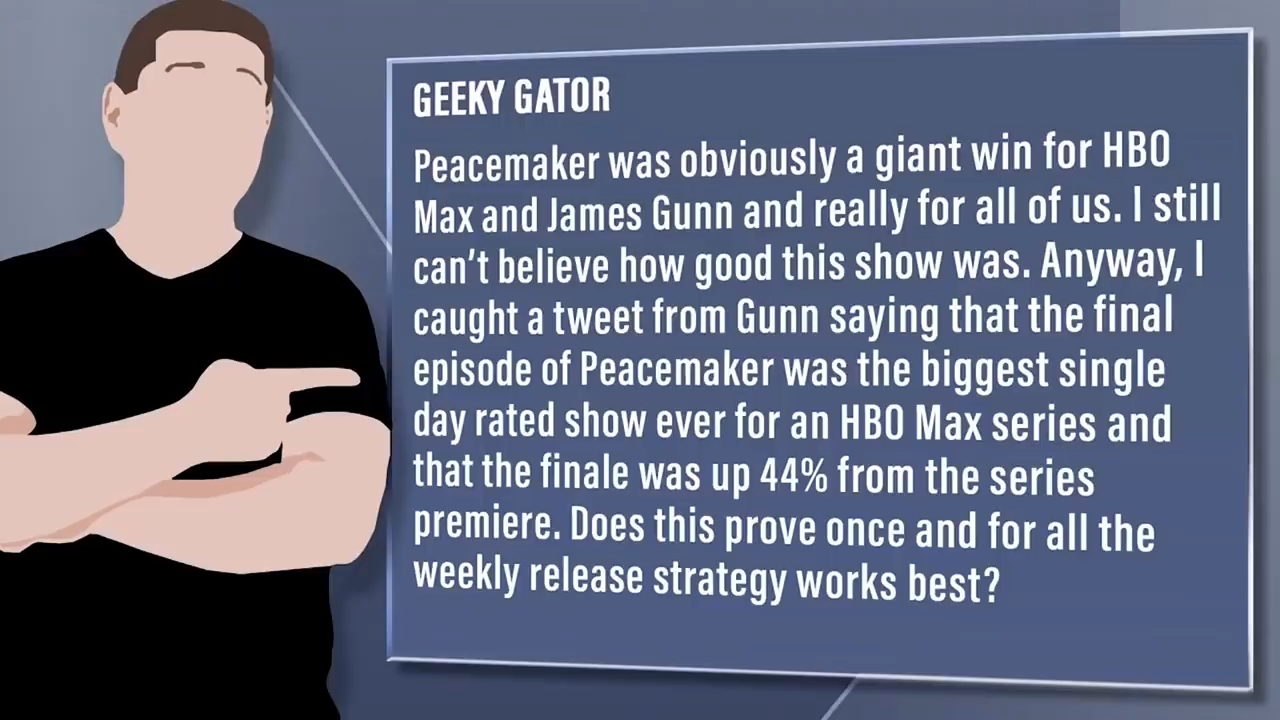 GEEKY GATOR
Peacemaker was obviously a giant win for HBO
Max and James Gunn and really for all of us. I still
can't believe how good this show was. Anyway, I
caught a tweet from Gunn saying that the final
episode of Peacemaker was the biggest single
day rated show ever for an HBO Max series and
that the finale was up 44% from the series
premiere. Does this prove once and for all the
weekly release strategy works best?